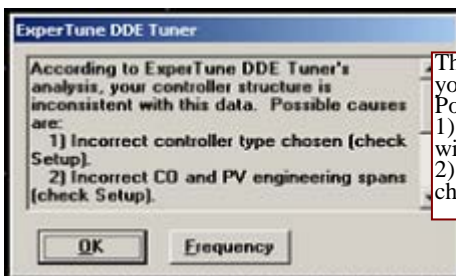 ExperTune DDE Tuner
According to ExperTune DDE Tuner's
analysis, your controller structure is
inconsistent with this data. Possible causes
are:
1) Incorrect controller type chosen (check
Setup).
2) Incorrect CO and PV engineering spans
(check Setup).
OK
Frequency
Th
yo
Po
1)
wi
2)
ch